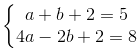 a + b + 2 = 5
4a − 2b + 2 = 8